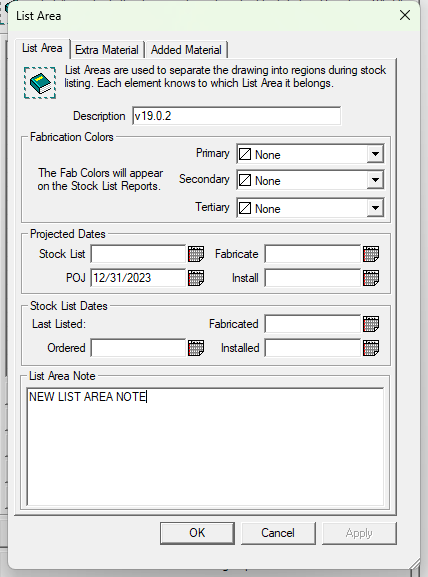 List Area
List Area Extra Material Added Material
List Areas are used to separate the drawing into regions during stock
listing. Each element knows to which List Area it belongs.
Description v19.0.2
Fabrication Colors
The Fab Colors will appear
on the Stock List Reports.
Primary None
Secondary None
Tertiary None
Projected Dates
Stock List Fabricate
POJ 12/31/2023 Install
Stock List Dates
Last Listed: Fabricated
Ordered Installed
List Area Note
NEW LIST AREA NOTE
OK Cancel Apply